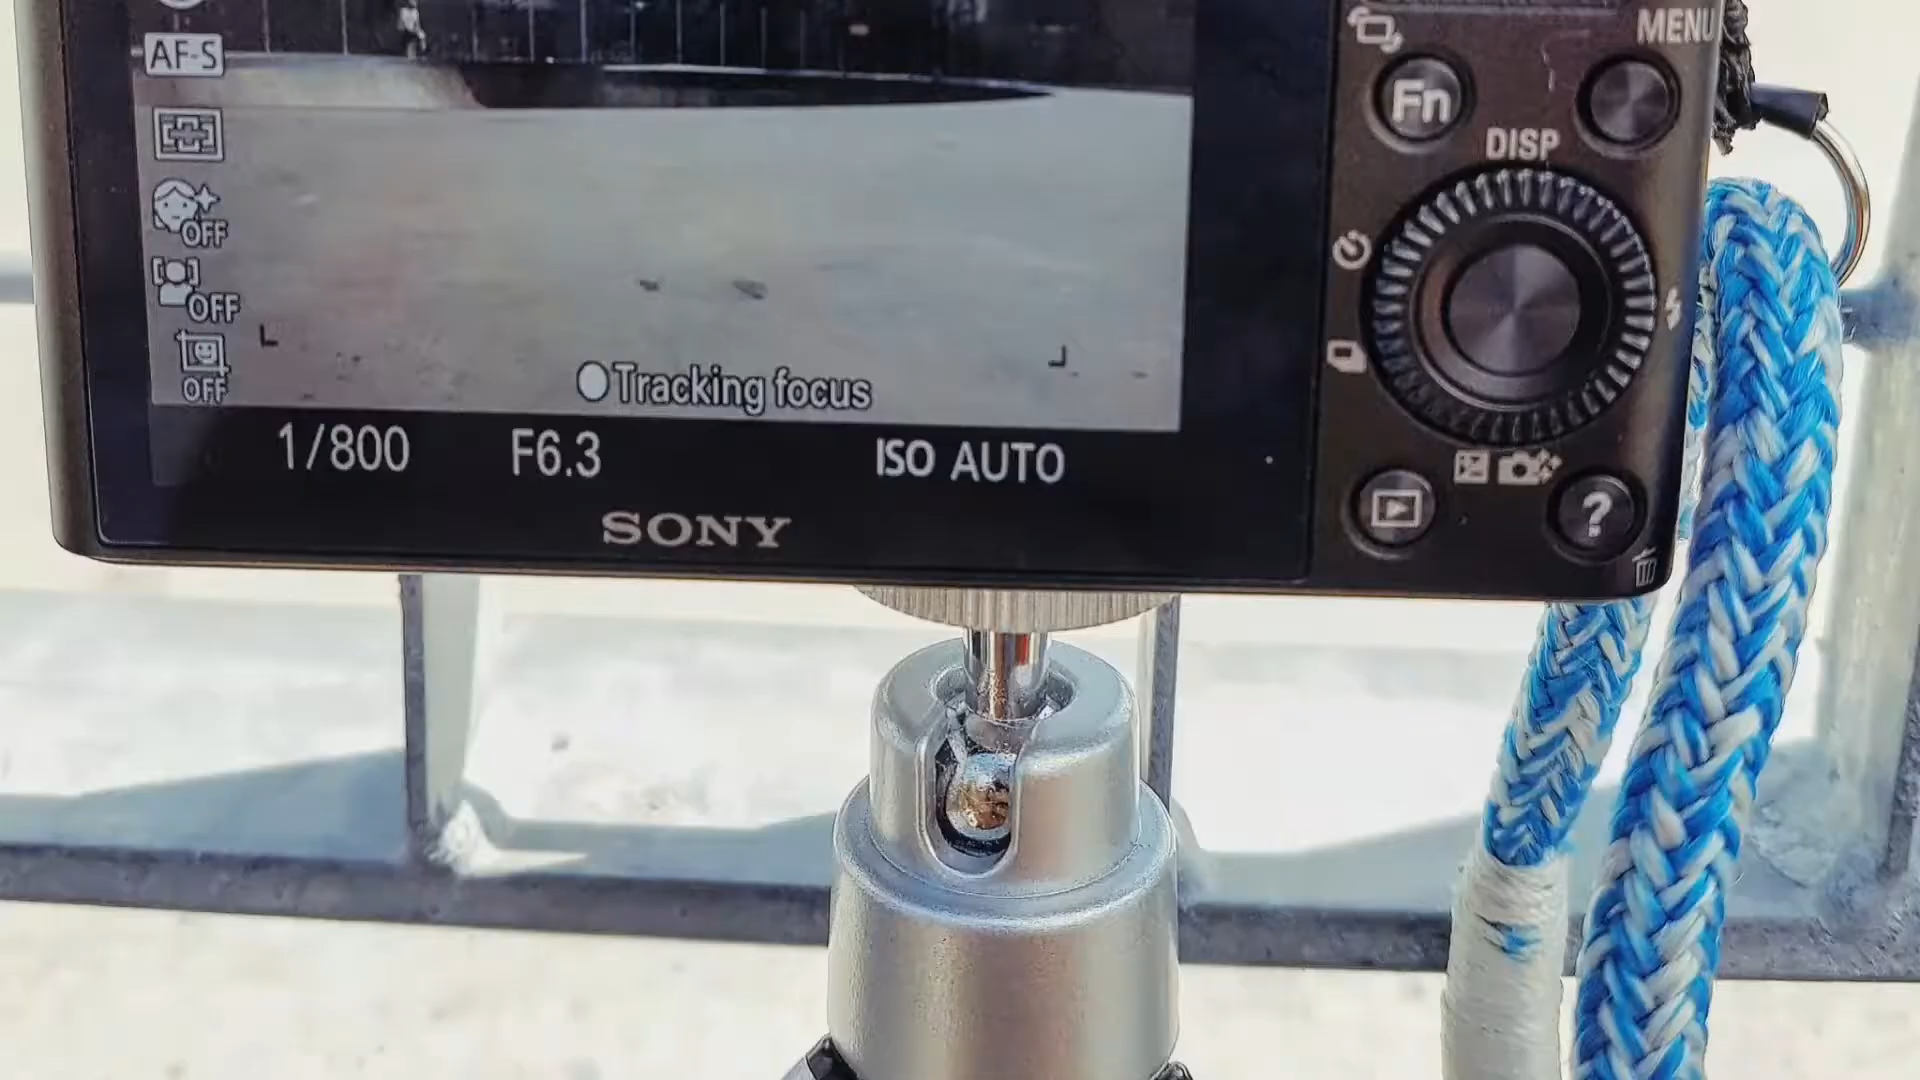 MENU
AF-S
Fn
DISP
OFF
OFF
OFF
Tracking focus
1/800 F6.3 ISO AUTO
?
SONY